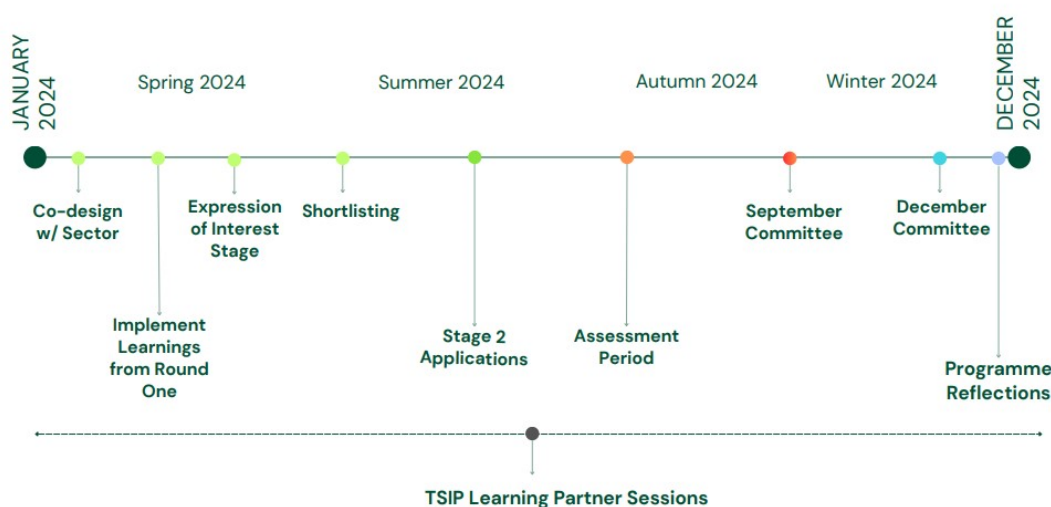 JANUARY
2024
Spring 2024
Summer 2024
Autumn 2024
Winter 2024
DECEMBER
2024
Co-design
w/ Sector
Implement
Learnings
from Round
One
Expression
of Interest
Stage
Shortlisting
Stage 2
Applications
Assessment
Period
September
Committee
December
Committee
Programme
Reflections
TSIP Learning Partner Sessions